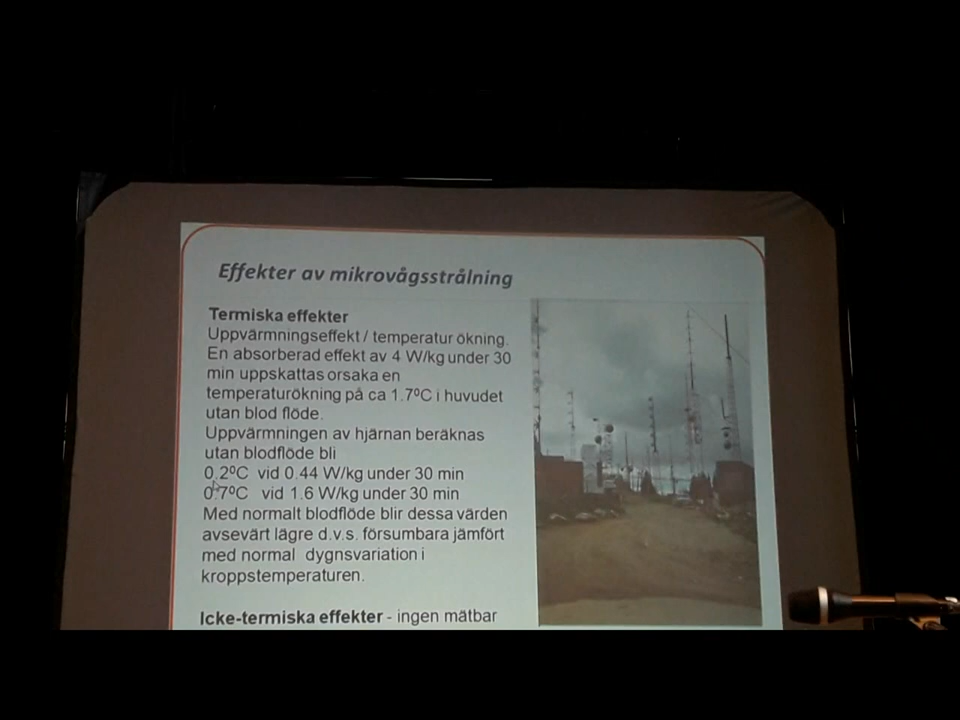 Effekter av mikrovågsstrålning
Termiska effekter
Uppvärmningseffekt / temperatur ökning.
En absorberad effekt av 4 W/kg under 30
min uppskattas orsaka en
temperaturökning på ca 1.7ºC i huvudet
utan blod flöde.
Uppvärmningen av hjärnan beräknas
utan blodflöde bli
0.2ºC vid 0.44 W/kg under 30 min
0.7ºC vid 1.6 W/kg under 30 min
Med normalt blodflöde blir dessa värden
avsevärt lägre d.v.s. försumbara jämfört
med normal dygnsvariation i
kroppstemperaturen.
Icke-termiska effekter - ingen mätbar